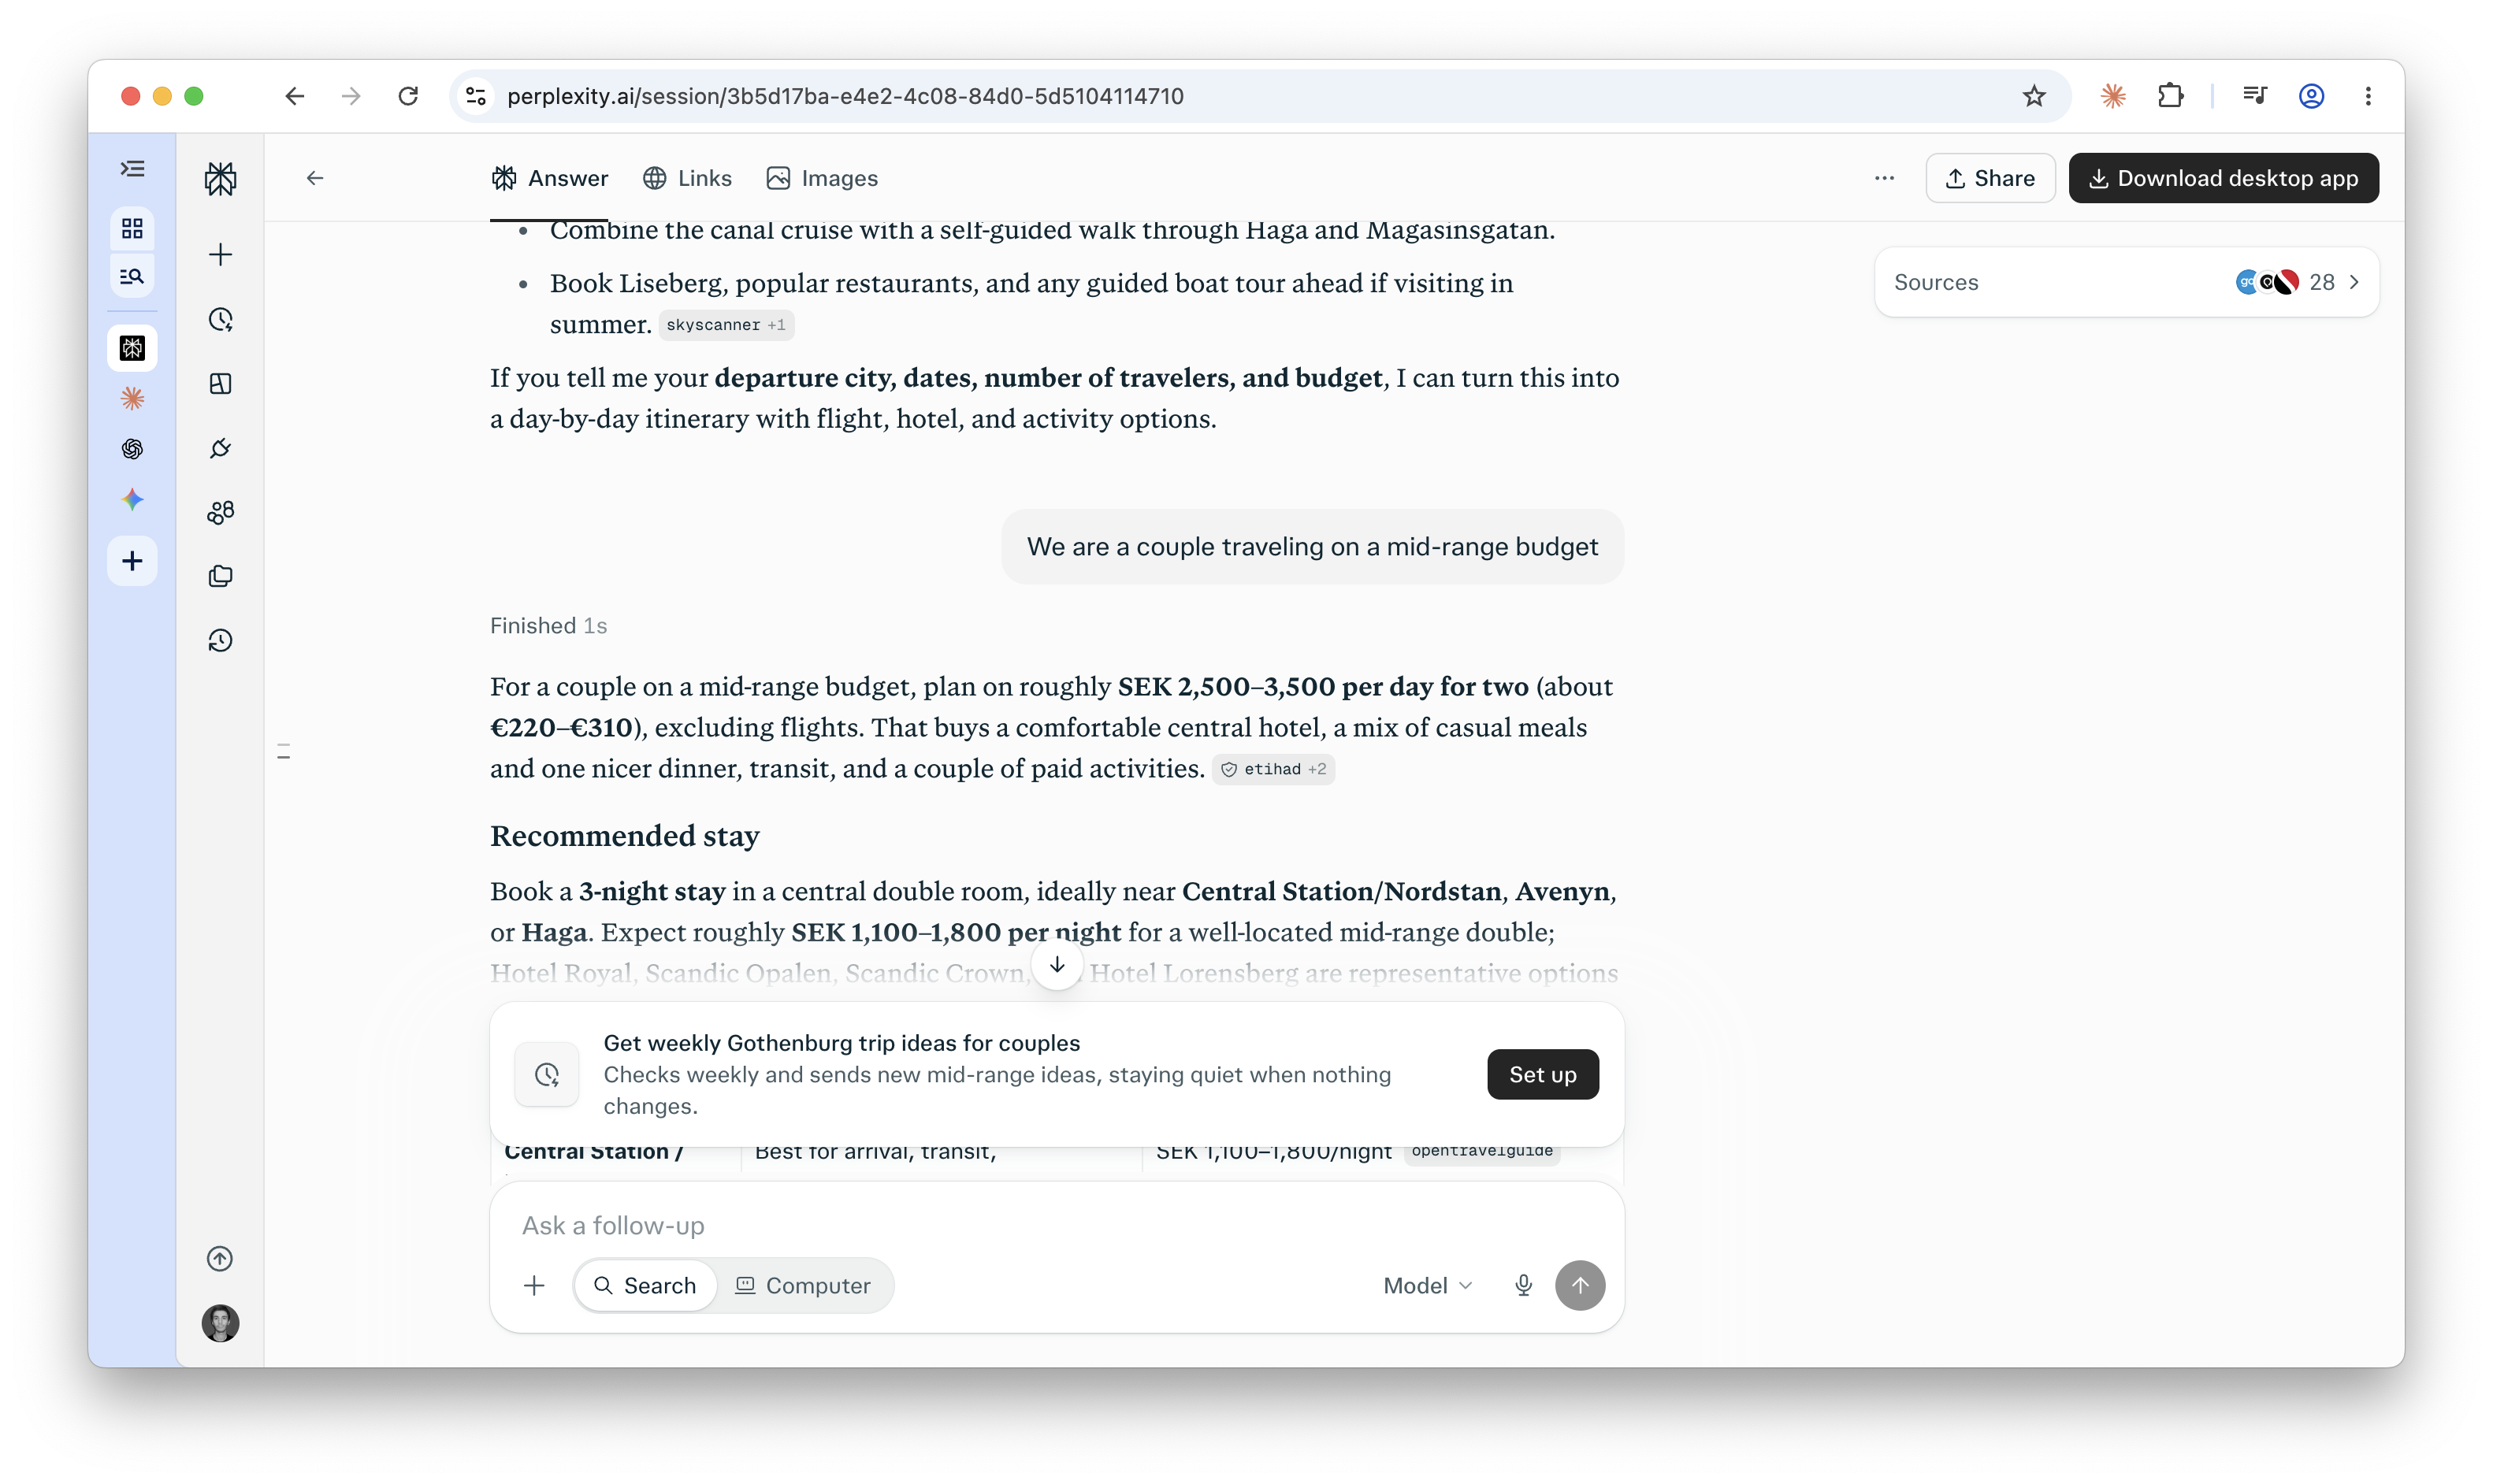 perplexity.ai/session/3b5d17ba-e4e2-4c08-84d0-5d5104114710
Answer
Links
Images
Share
Download desktop app
Combine the canal cruise with a self-guided walk through Haga and Magasinsgatan.
Book Liseberg, popular restaurants, and any guided boat tour ahead if visiting in
summer. skyscanner +1
Sources
28
If you tell me your departure city, dates, number of travelers, and budget, I can turn this into
a day-by-day itinerary with flight, hotel, and activity options.
We are a couple traveling on a mid-range budget
Finished 1s
For a couple on a mid-range budget, plan on roughly SEK 2,500–3,500 per day for two (about
€220–€310), excluding flights. That buys a comfortable central hotel, a mix of casual meals
and one nicer dinner, transit, and a couple of paid activities. etihad +2
Recommended stay
Book a 3-night stay in a central double room, ideally near Central Station/Nordstan, Avenyn,
or Haga. Expect roughly SEK 1,100–1,800 per night for a well-located mid-range double;
Hotel Royal, Scandic Opalen, Scandic Crown, Hotel Lorensberg are representative options
Get weekly Gothenburg trip ideas for couples
Checks weekly and sends new mid-range ideas, staying quiet when nothing
changes.
Set up
Central Station /
Best for arrival, transit,
SEK 1,100–1,800/night opentravelguide
Ask a follow-up
Search
Computer
Model